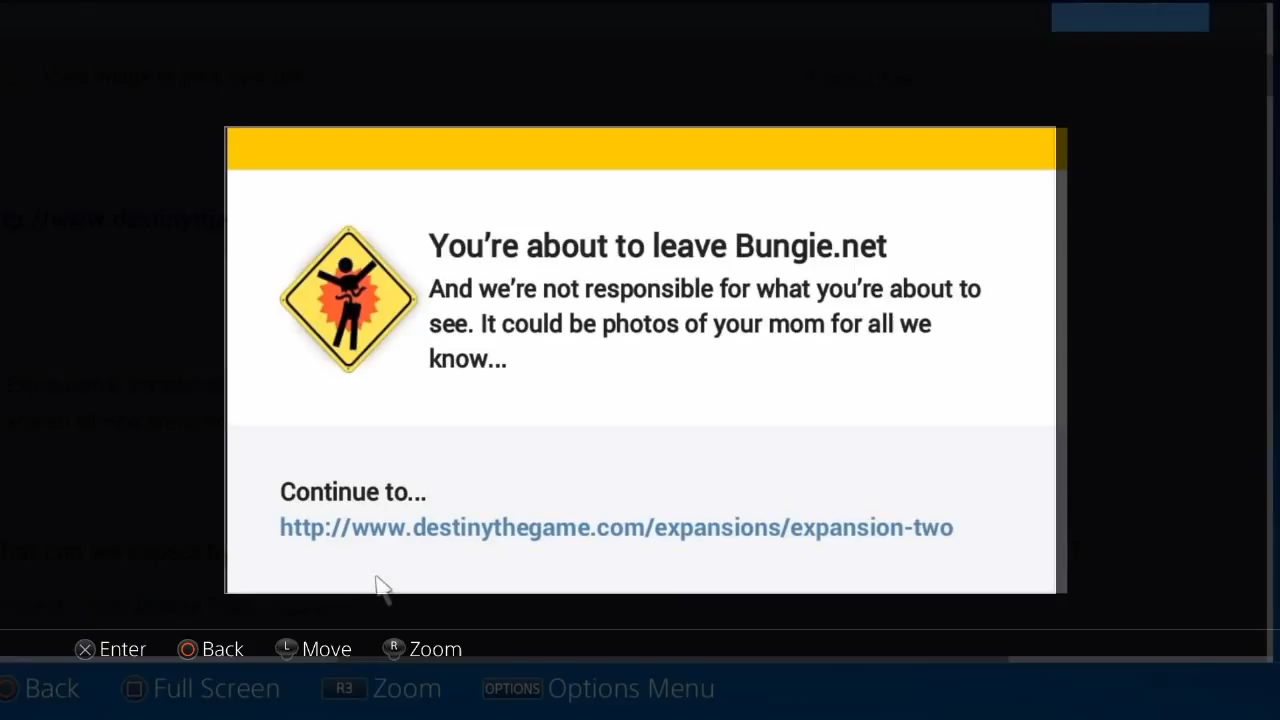 You're about to leave Bungie.net
And we're not responsible for what you're about to
see. It could be photos of your mom for all we
know...
Continue to...
http://www.destinythegame.com/expansions/expansion-two
Enter Back L Move R Zoom
Back Full Screen R3 Zoom OPTIONS Options Menu